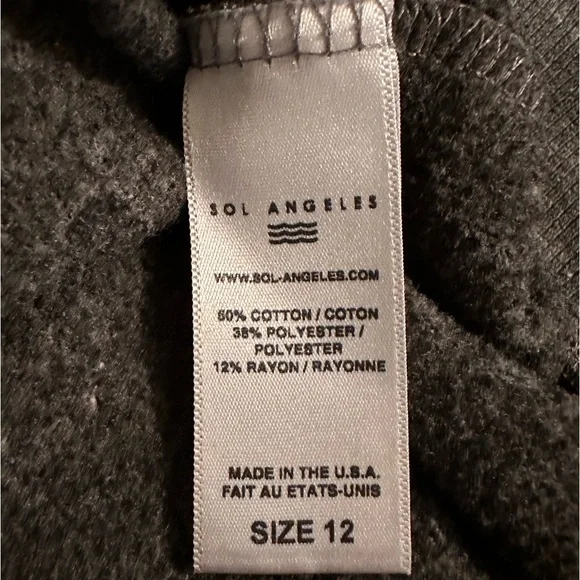 SOL ANGELES
WWW.SOL-ANGELES.COM
50% COTTON / COTON
38% POLYESTER /
POLYESTER
12% RAYON / RAYONNE
MADE IN THE U.S.A.
FAIT AU ETATS-UNIS
SIZE 12